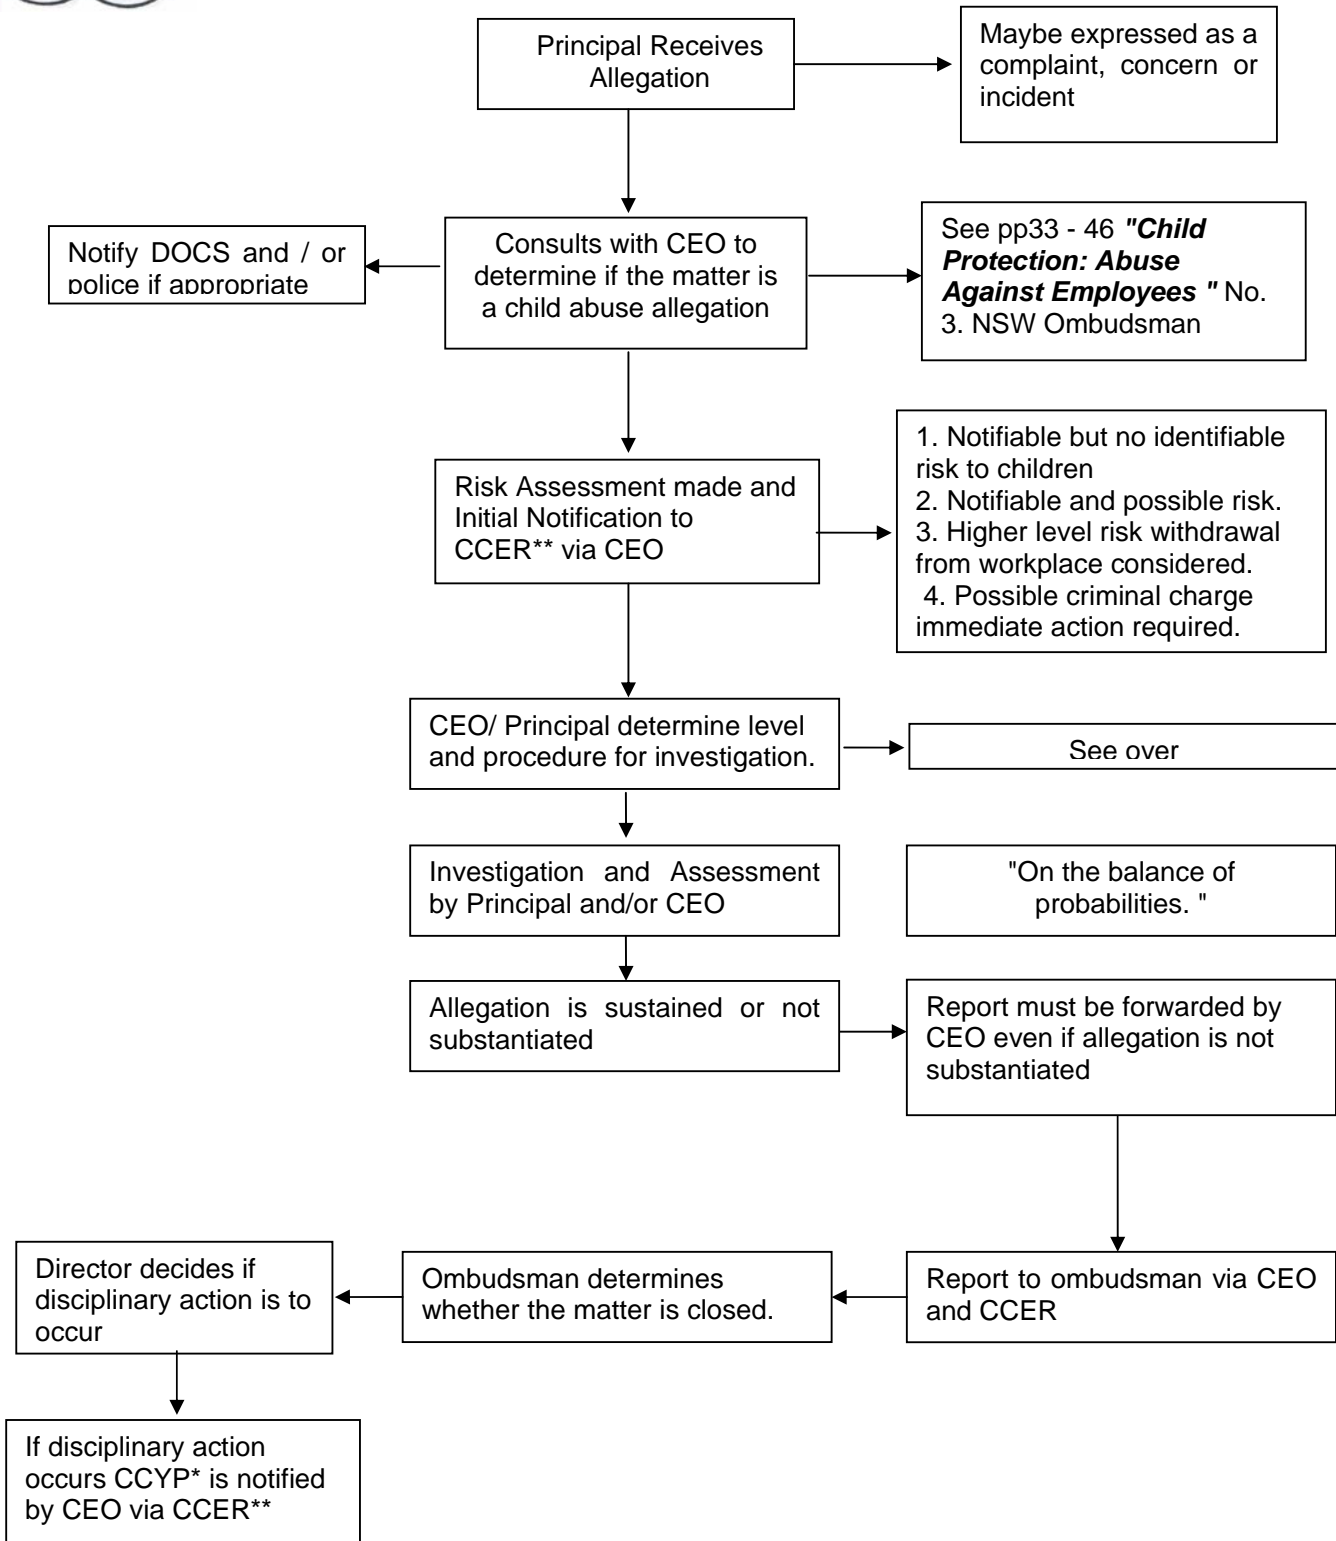 Principal Receives
Allegation
Maybe expressed as a
complaint, concern or
incident
Notify DOCS and / or
police if appropriate
Consults with CEO to
determine if the matter is
a child abuse allegation
See pp33 - 46 "Child
Protection: Abuse
Against Employees " No.
3. NSW Ombudsman
Risk Assessment made and
Initial Notification to
CCER** via CEO
1. Notifiable but no identifiable
risk to children
2. Notifiable and possible risk.
3. Higher level risk withdrawal
from workplace considered.
4. Possible criminal charge
immediate action required.
CEO/ Principal determine level
and procedure for investigation.
See over
Investigation and Assessment
by Principal and/or CEO
"On the balance of
probabilities. "
Allegation is sustained or not
substantiated
Report must be forwarded by
CEO even if allegation is not
substantiated
Director decides if
disciplinary action is to
occur
Ombudsman determines
whether the matter is closed.
Report to ombudsman via CEO
and CCER
If disciplinary action
occurs CCYP* is notified
by CEO via CCER**